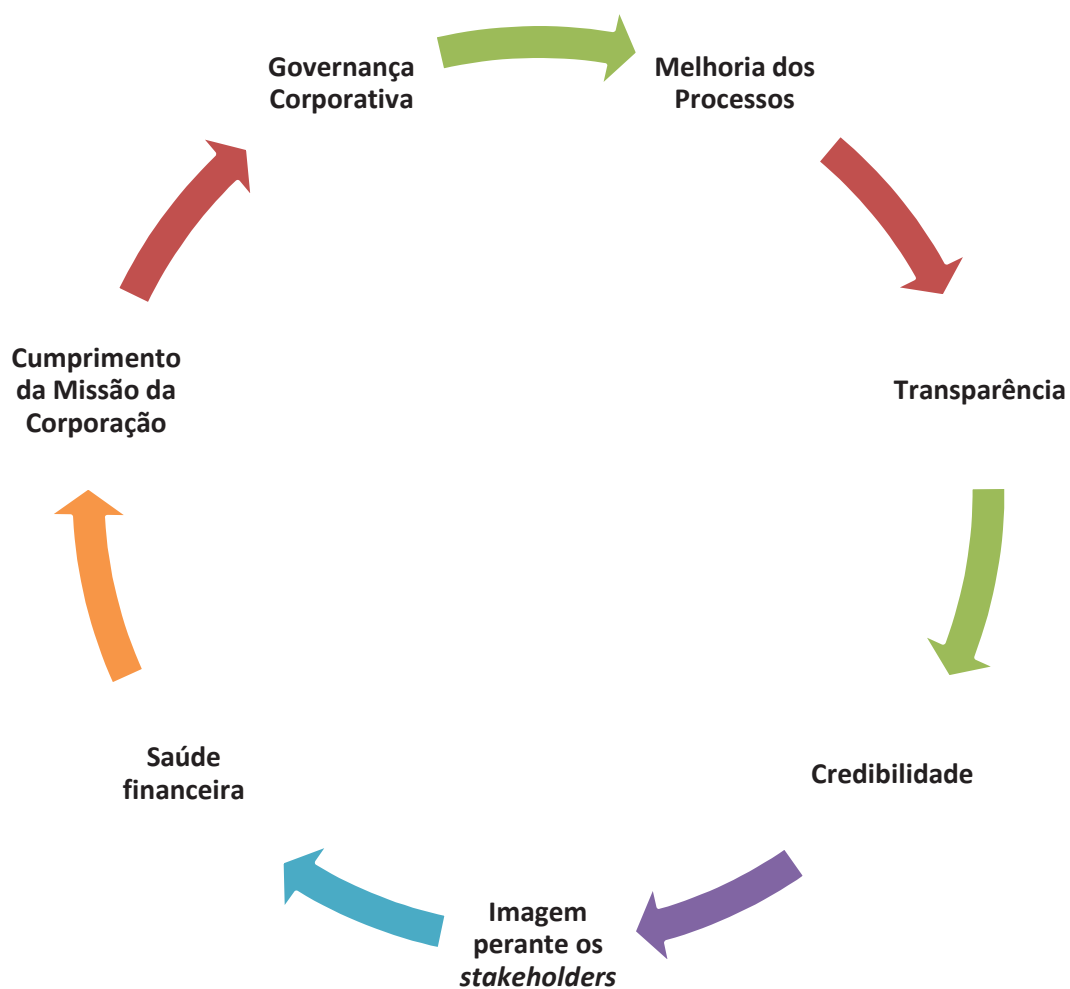 Governança
Corporativa
Melhoria dos
Processos
Transparência
Credibilidade
Imagem
perante os
stakeholders
Saúde
financeira
Cumprimento
da Missão da
Corporação